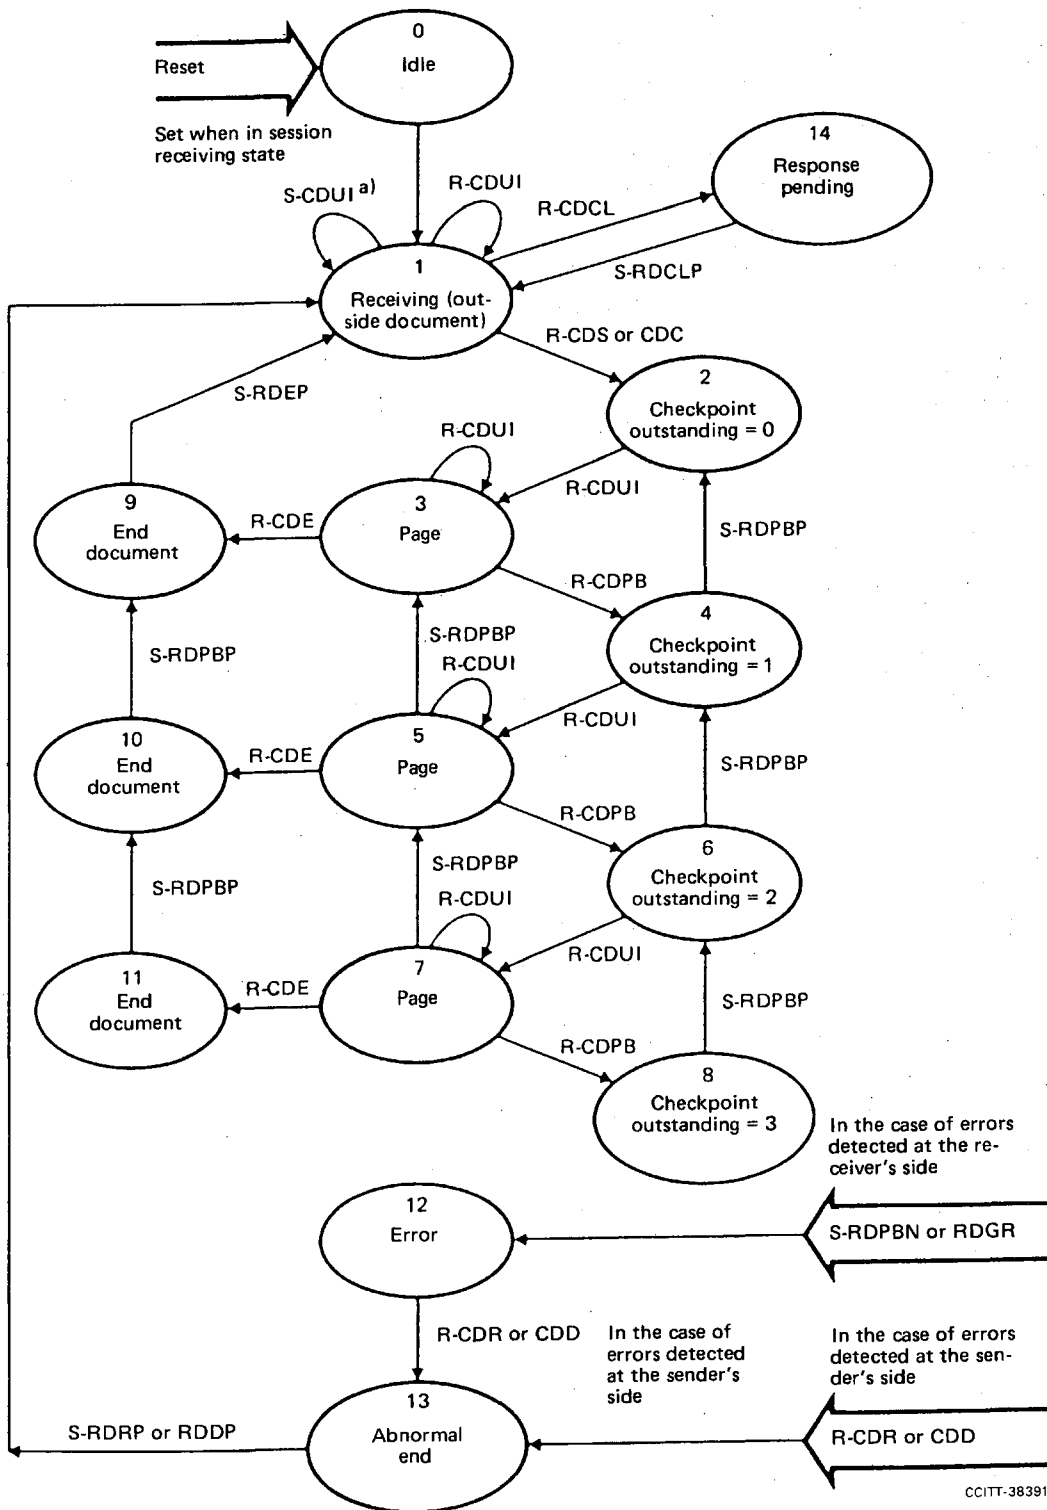 0
Idle
Reset
Set when in session
receiving state
14
Response
pending
S-CDUI a)
R-CDUI
R-CDCL
S-RDCLP
1
Receiving (out-
side document)
R-CDS or CDC
2
Checkpoint
outstanding = 0
S-RDEP
R-CDUI
R-CDUI
9
End
document
R-CDE
3
Page
S-RDPBP
R-CDPB
4
Checkpoint
outstanding = 1
S-RDPBP
S-RDPBP
R-CDUI
R-CDUI
10
End
document
R-CDE
5
Page
S-RDPBP
R-CDPB
6
Checkpoint
outstanding = 2
S-RDPBP
S-RDPBP
R-CDUI
R-CDUI
11
End
document
R-CDE
7
Page
S-RDPBP
R-CDPB
8
Checkpoint
outstanding = 3
In the case of errors
detected at the re-
ceiver's side
12
Error
S-RDPBN or RDGR
R-CDR or CDD
In the case of
errors detected
at the sender's
side
In the case of errors
detected at the sen-
der's side
13
Abnormal
end
S-RDRP or RDDP
R-CDR or CDD
CCITT-38391